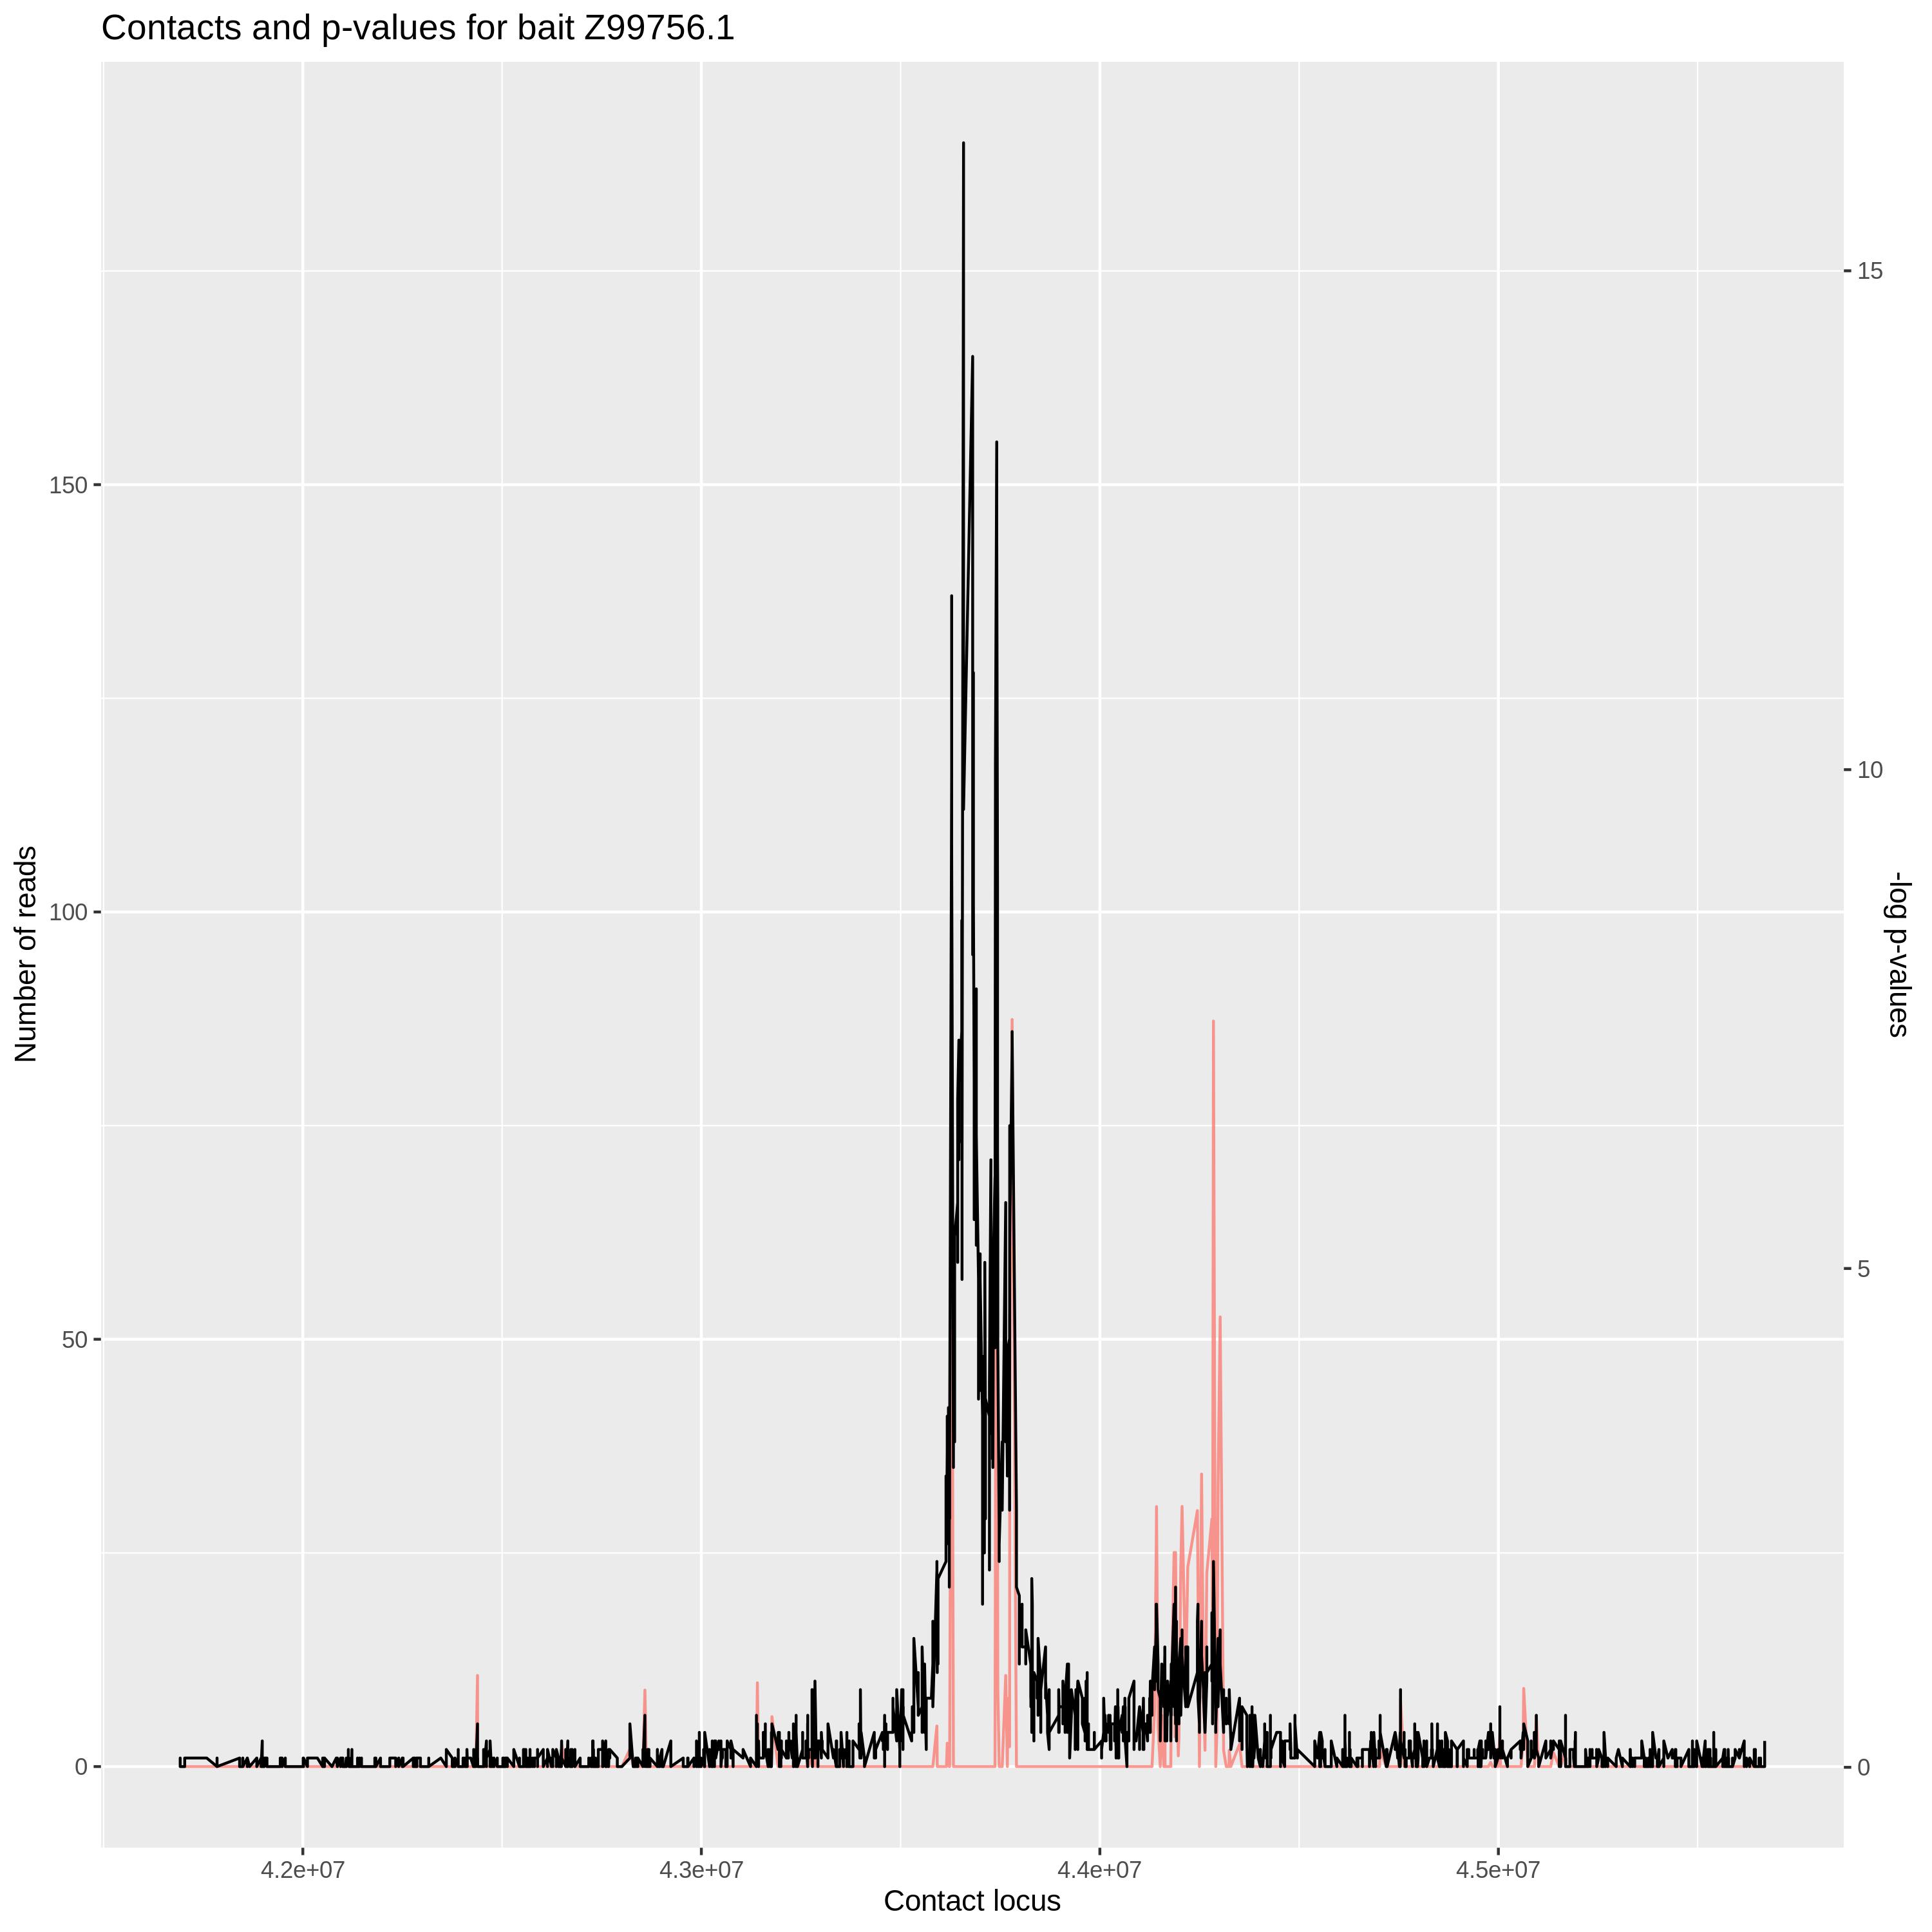 Contacts and p-values for bait Z99756.1
Number of reads
150
100
50
0
15
10
5
0
-log p-values
4.2e+07
4.3e+07
4.4e+07
4.5e+07
Contact locus